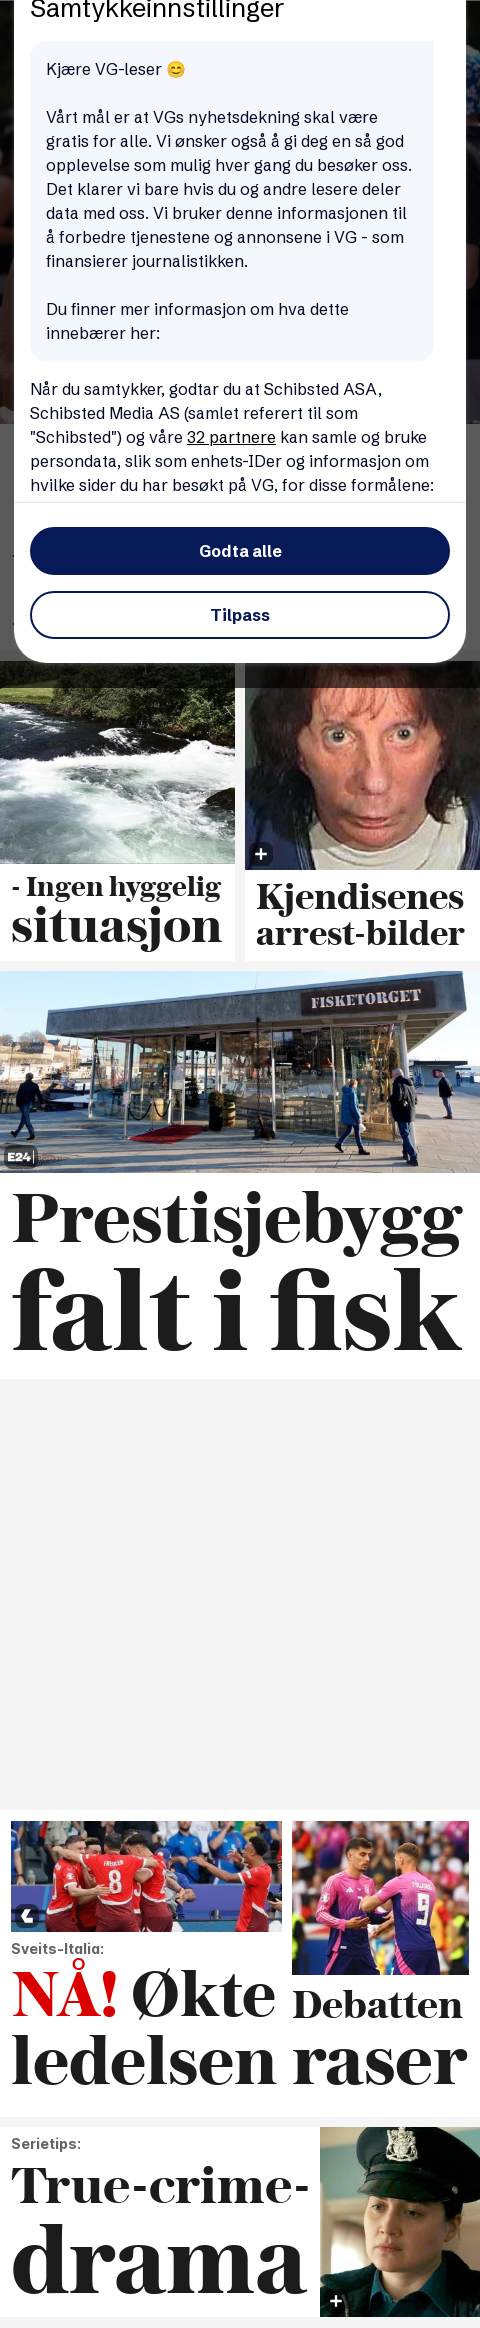 Samtykkeinnstillinger
Kjære VG-leser 😊
Vårt mål er at VGs nyhetsdekning skal være
gratis for alle. Vi ønsker også å gi deg en så god
opplevelse som mulig hver gang du besøker oss.
Det klarer vi bare hvis du og andre lesere deler
data med oss. Vi bruker denne informasjonen til
å forbedre tjenestene og annonsene i VG - som
finansierer journalistikken.
Du finner mer informasjon om hva dette
innebærer her:
Når du samtykker, godtar du at Schibsted ASA,
Schibsted Media AS (samlet referert til som
"Schibsted") og våre 32 partnere kan samle og bruke
persondata, slik som enhets-IDer og informasjon om
hvilke sider du har besøkt på VG, for disse formålene:
Godta alle
Tilpass
- Ingen hyggelig
situasjon
Kjendisenes
arrest-bilder
FISKETORGET
E24
Prestisjebygg
falt i fisk
FREULER
8
9
Sveits-Italia:
NÅ! Økte
ledelsen
Debatten
raser
Serietips:
True-crime-
drama